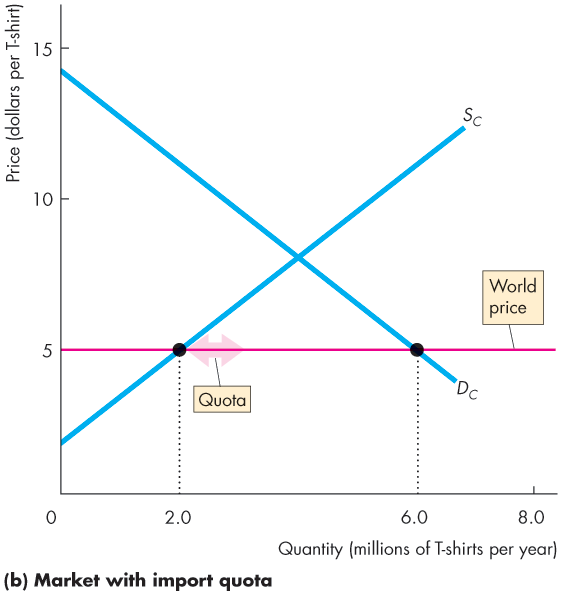 Price (dollars per T-shirt)
15
10
5
S_C
World
price
Quota
D_C
0
2.0
6.0
8.0
Quantity (millions of T-shirts per year)
(b) Market with import quota